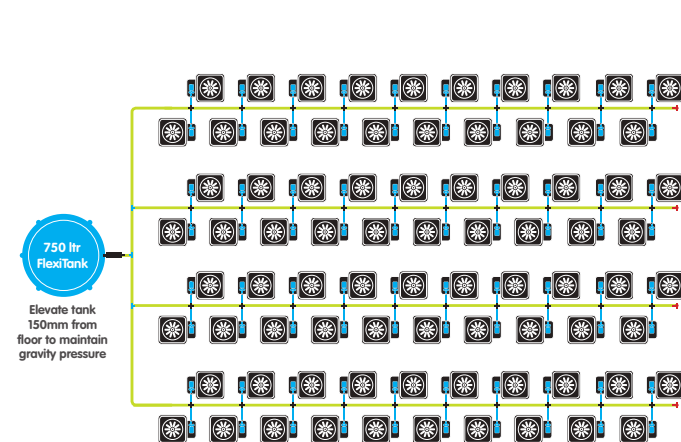 750 ltr
FlexiTank
Elevate tank
150mm from
floor to maintain
gravity pressure